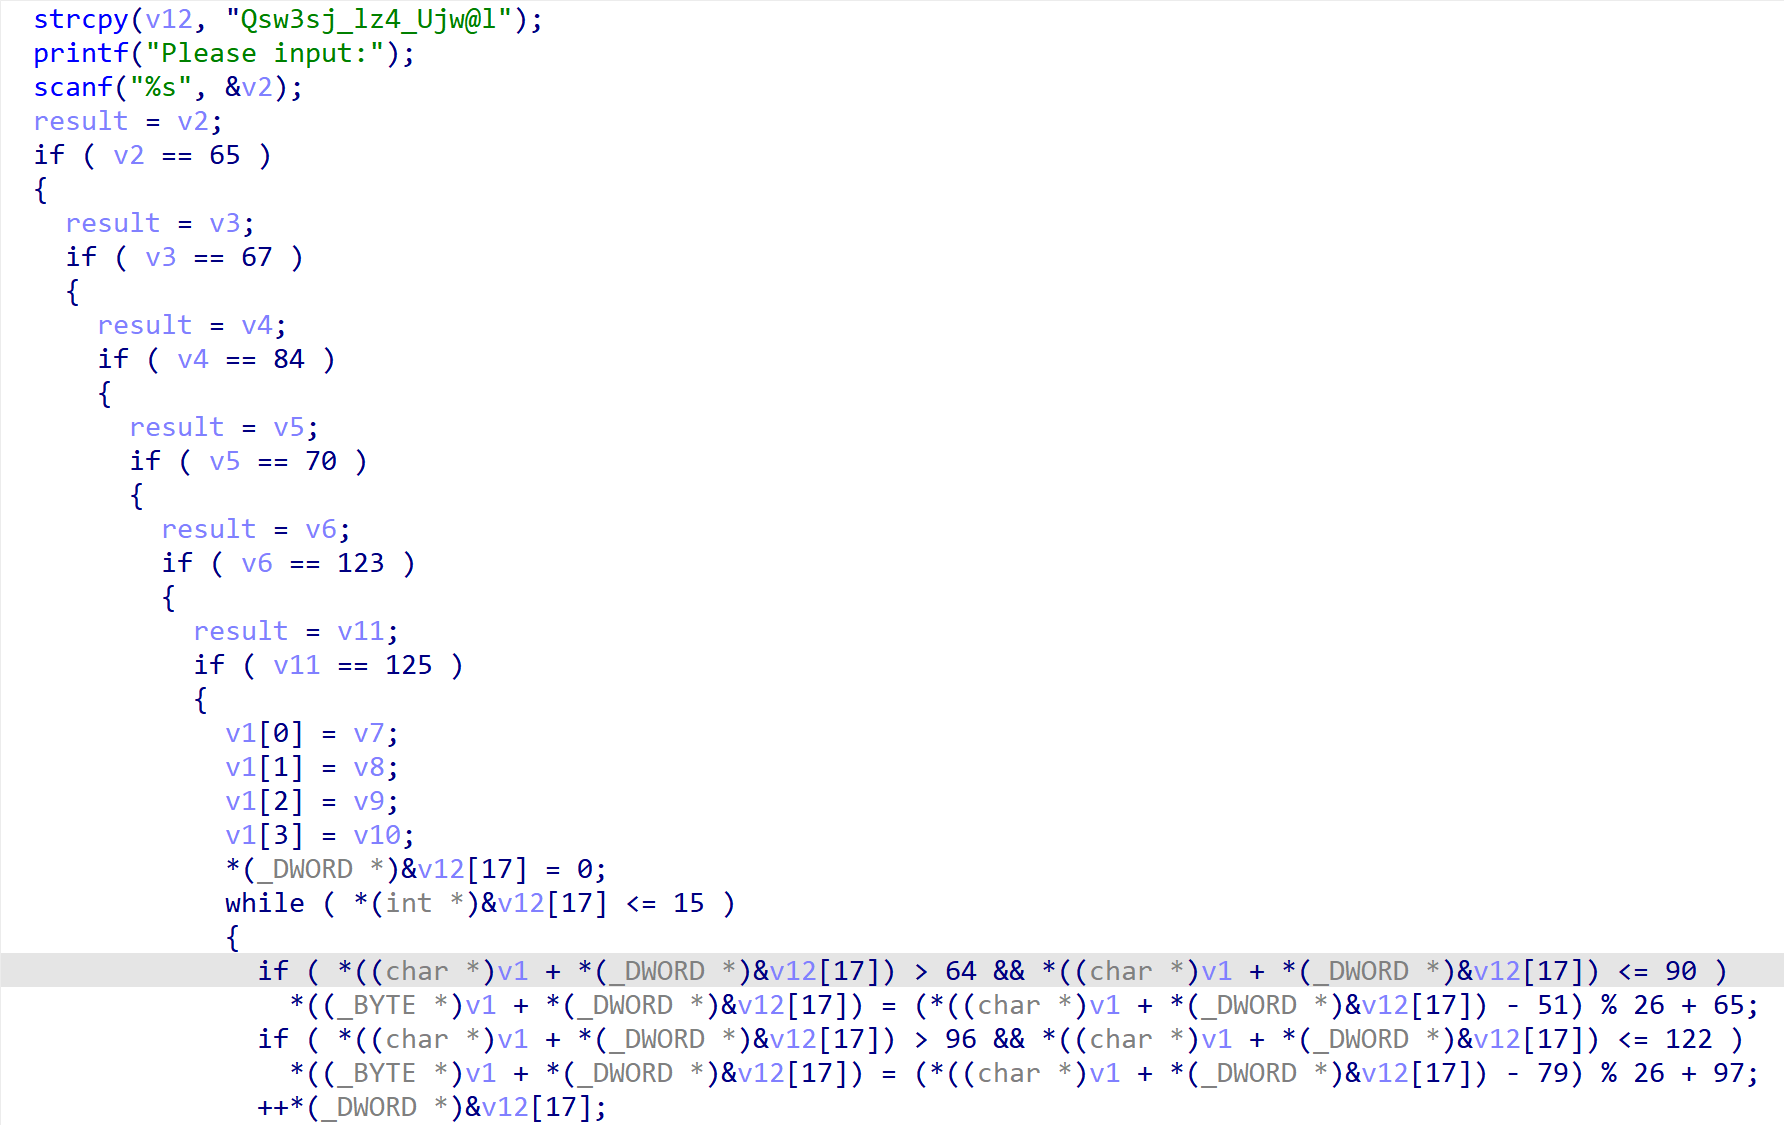 strcpy(v12, "Qsw3sj_lz4_Ujw@l");
printf("Please input:");
scanf("%s", &v2);
result = v2;
if ( v2 == 65 )
{
  result = v3;
  if ( v3 == 67 )
  {
    result = v4;
    if ( v4 == 84 )
    {
      result = v5;
      if ( v5 == 70 )
      {
        result = v6;
        if ( v6 == 123 )
        {
          result = v11;
          if ( v11 == 125 )
          {
            v1[0] = v7;
            v1[1] = v8;
            v1[2] = v9;
            v1[3] = v10;
            *(_DWORD *)&v12[17] = 0;
            while ( *(int *)&v12[17] <= 15 )
            {
              if ( *((char *)v1 + *(_DWORD *)&v12[17]) > 64 && *((char *)v1 + *(_DWORD *)&v12[17]) <= 90 )
                *((_BYTE *)v1 + *(_DWORD *)&v12[17]) = (*((char *)v1 + *(_DWORD *)&v12[17]) - 51) % 26 + 65;
              if ( *((char *)v1 + *(_DWORD *)&v12[17]) > 96 && *((char *)v1 + *(_DWORD *)&v12[17]) <= 122 )
                *((_BYTE *)v1 + *(_DWORD *)&v12[17]) = (*((char *)v1 + *(_DWORD *)&v12[17]) - 79) % 26 + 97;
              ++*(_DWORD *)&v12[17];